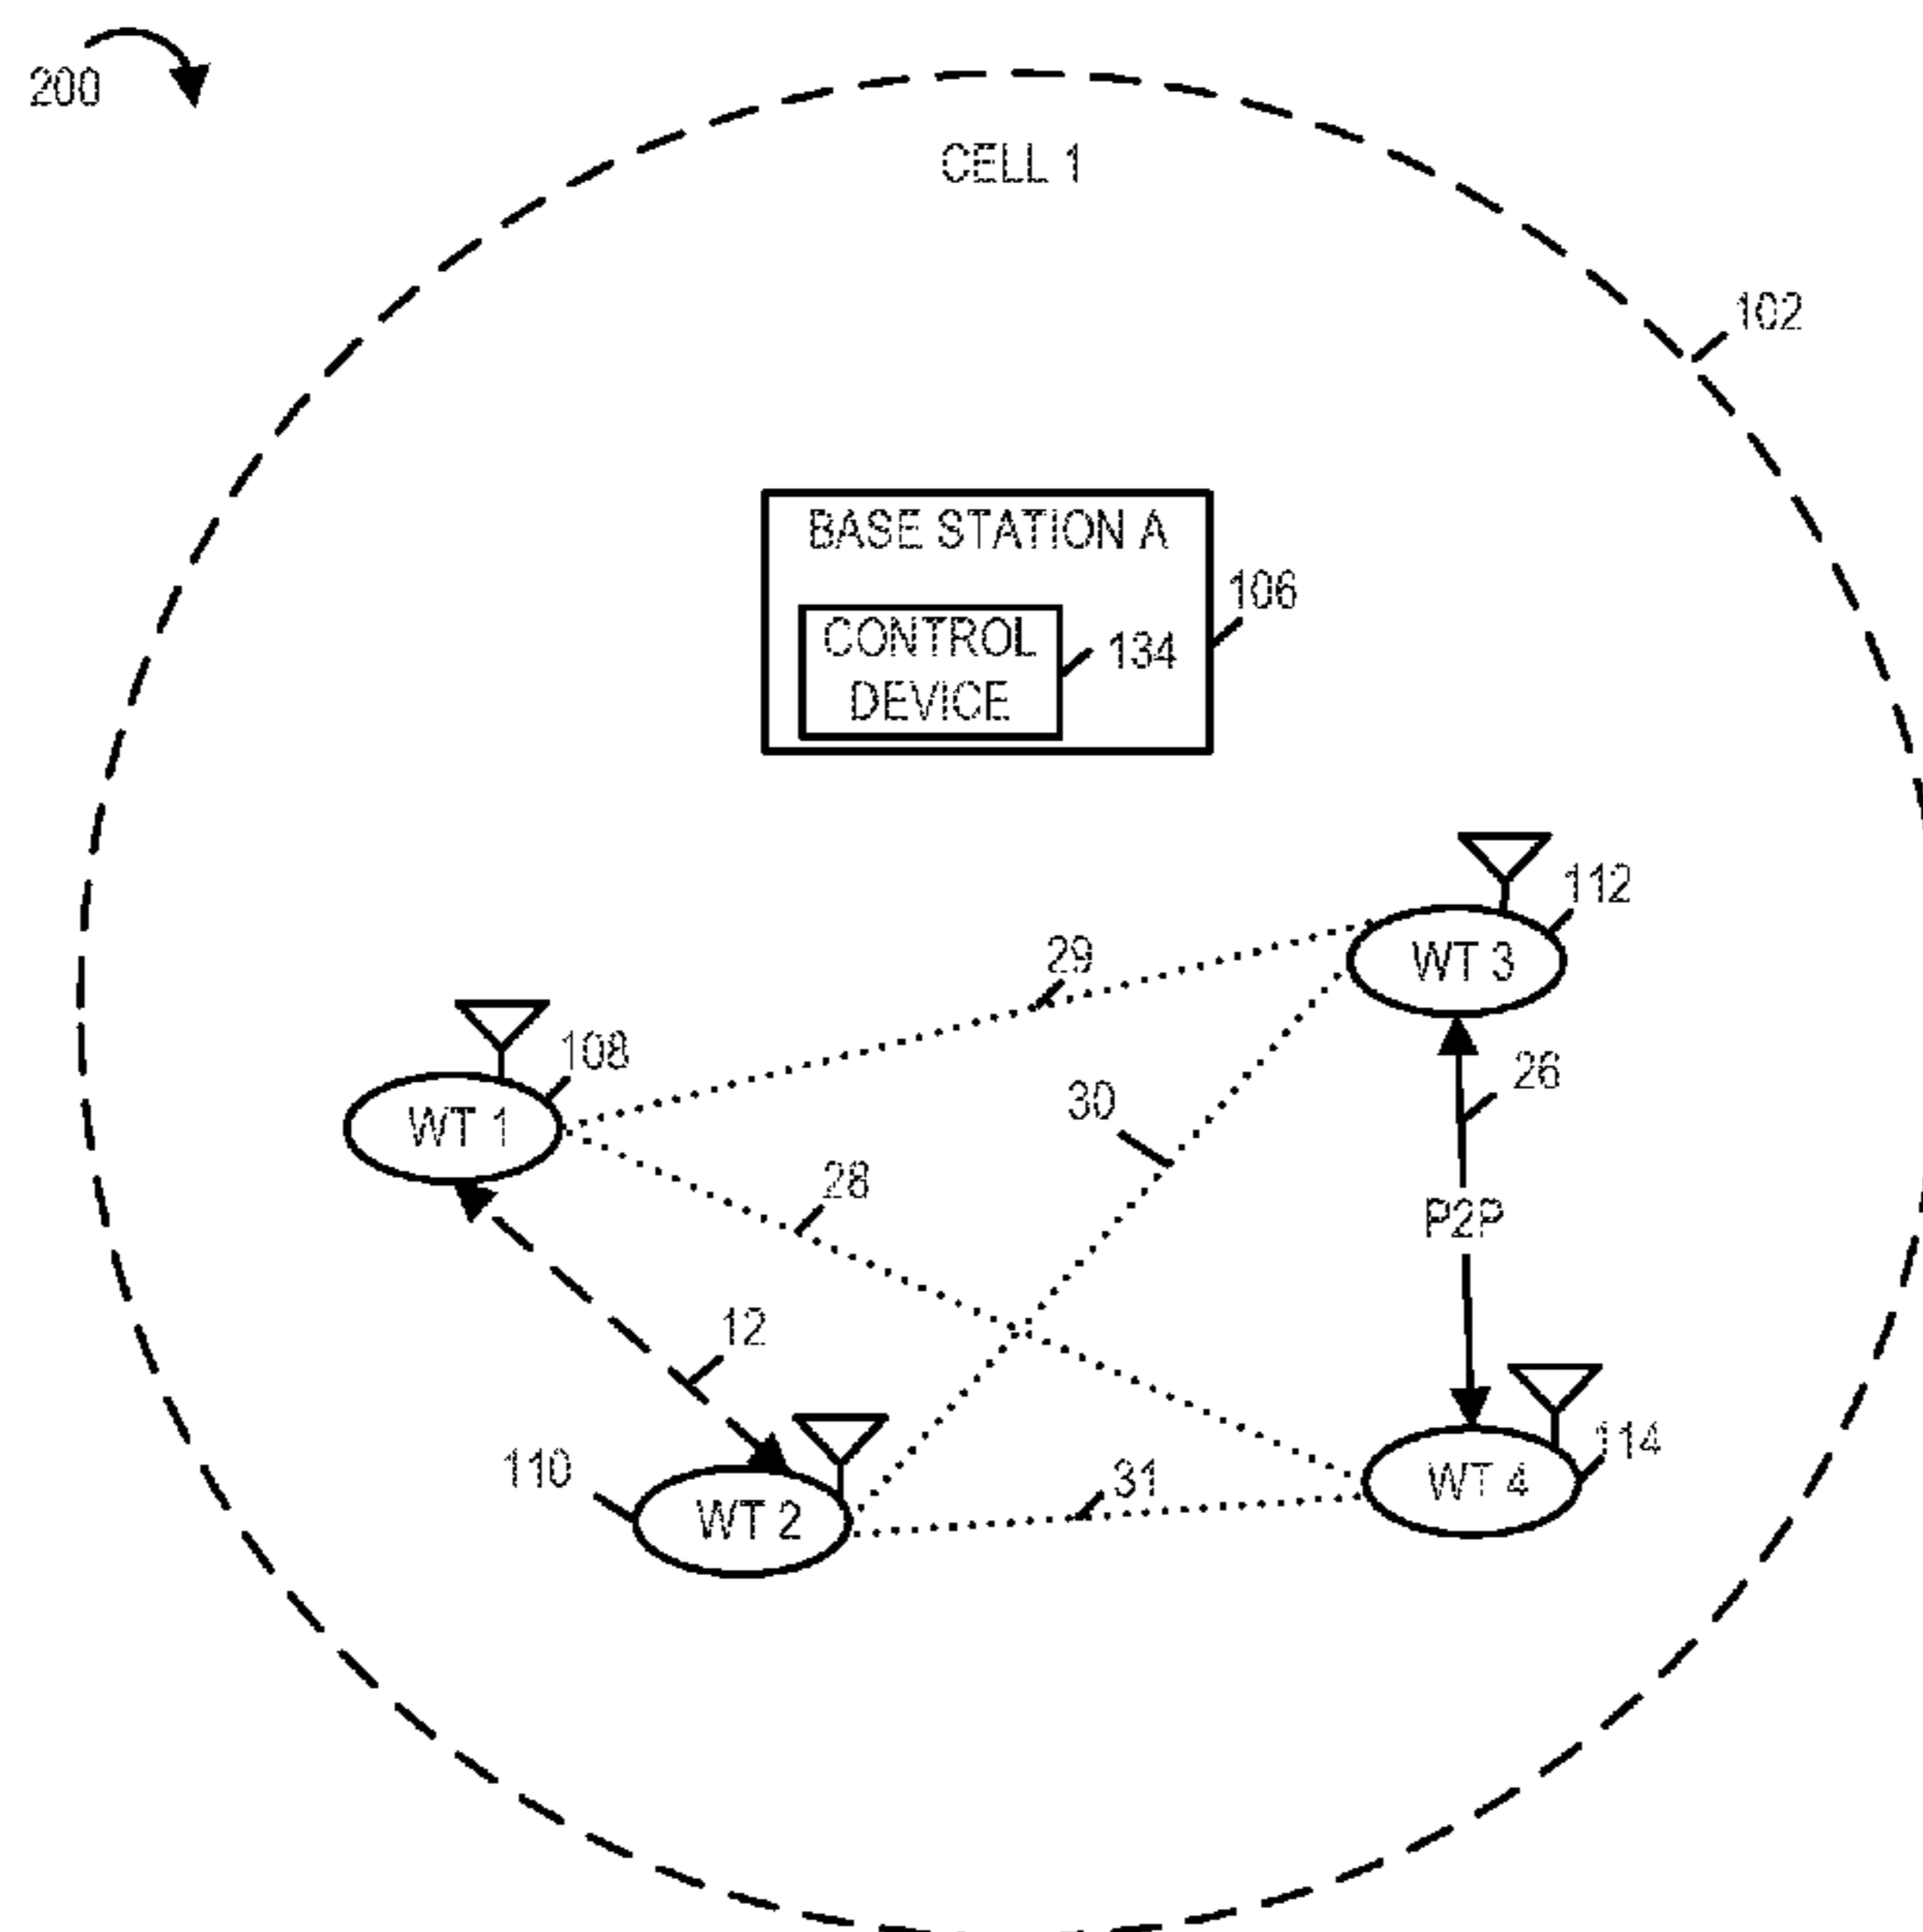 200
CELL 1
102
BASE STATION A
106
CONTROL
DEVICE
134
112
WT 3
29
108
WT 1
30
26
28
P2P
12
110
WT 2
31
114
WT 4